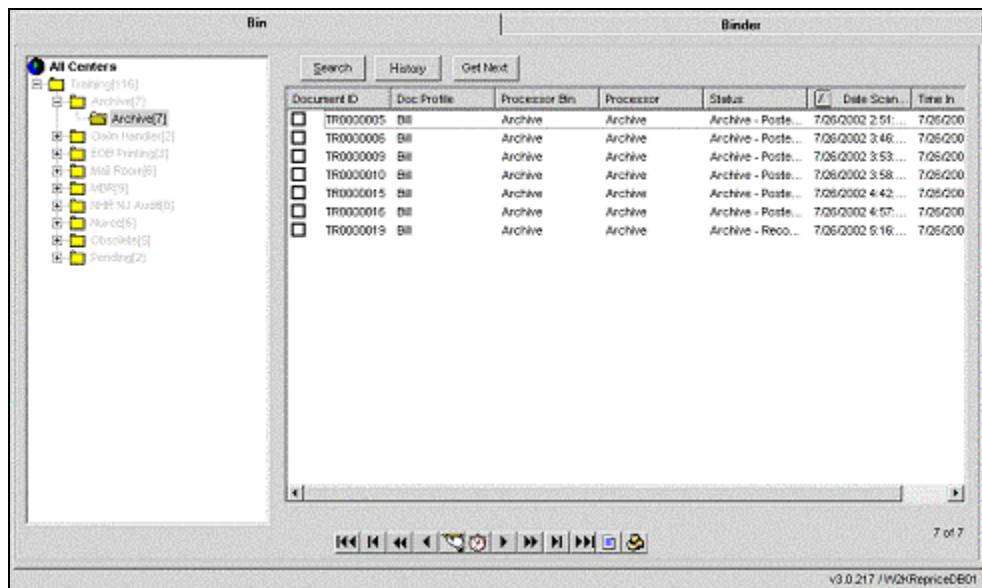 Bin
Binder
All Centers
Training[116]
Archive[7]
Archive[7]
Claim Handler[2]
EOB Printing[3]
Mail Room[6]
MBR[9]
NHR NJ Audit[6]
Nurse[6]
Obsolete[5]
Pending[2]
Search History Get Next
Document ID Doc Profile Processor Bin Processor Status Date Scan... Time In
TR0000005 Bill Archive Archive Archive - Poste... 7/26/2002 2:51:... 7/26/200
TR0000006 Bill Archive Archive Archive - Poste... 7/26/2002 3:46:... 7/26/200
TR0000009 Bill Archive Archive Archive - Poste... 7/26/2002 3:53:... 7/26/200
TR0000010 Bill Archive Archive Archive - Poste... 7/26/2002 3:58:... 7/26/200
TR0000015 Bill Archive Archive Archive - Poste... 7/26/2002 4:42:... 7/26/200
TR0000016 Bill Archive Archive Archive - Poste... 7/26/2002 4:57:... 7/26/200
TR0000019 Bill Archive Archive Archive - Reco... 7/26/2002 5:16:... 7/26/200
7 of 7
v3.0.217 / W2KRepriceDB01